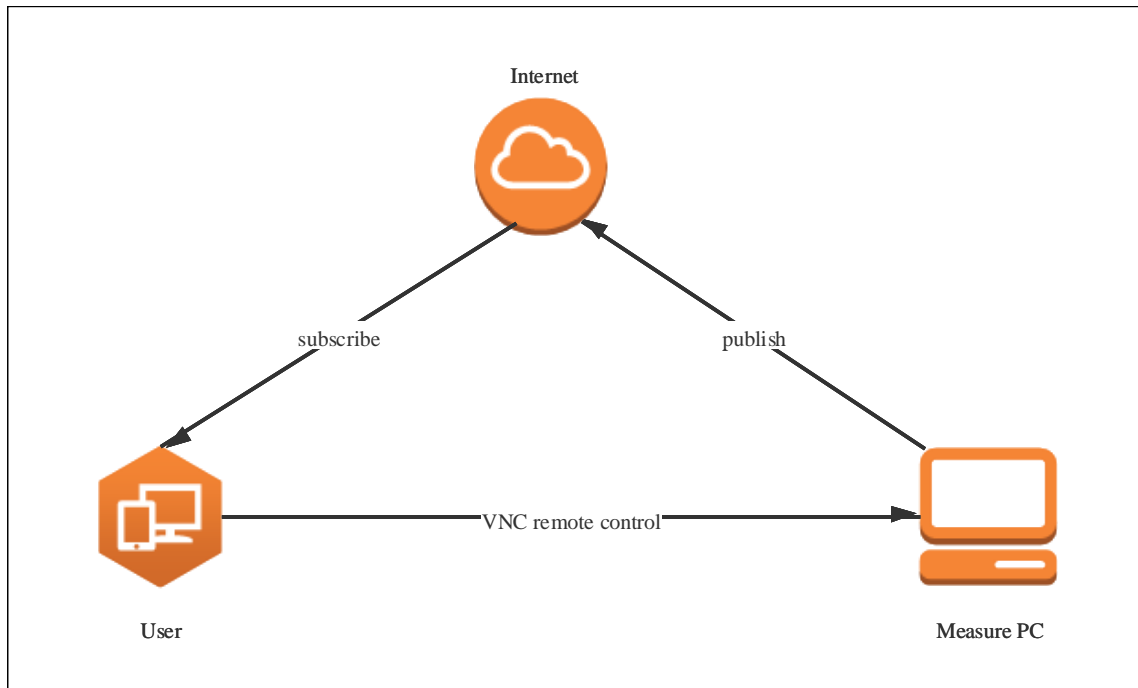 Internet
subscribe
publish
VNC remote control
User
Measure PC